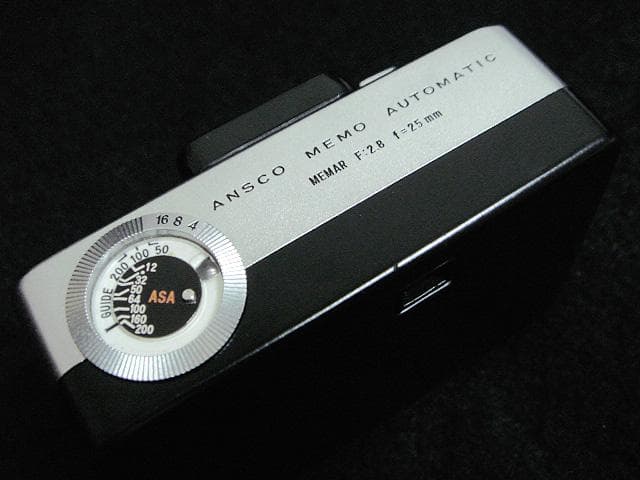 ANSCO MEMO AUTOMATIC
MEMAR F:2.8 f=25mm
16 8 4
GUIDE 200 100 50
ASA
12
32
50
64
100
160
200